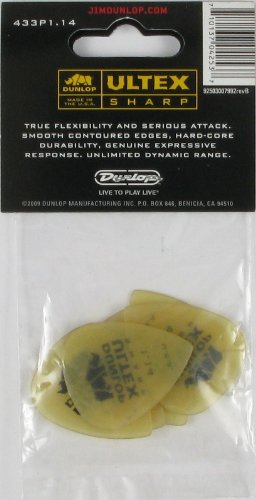 JIMDUNLOP.COM
433P1.14
DUNLOP
MADE IN THE U.S.A.
ULTEX
SHARP
92503007992revB
TRUE FLEXIBILITY AND SERIOUS ATTACK.
SMOOTH CONTOURED EDGES, HARD-CORE
DURABILITY, GENUINE EXPRESSIVE
RESPONSE. UNLIMITED DYNAMIC RANGE.
Dunlop
LIVE TO PLAY LIVE
©2009 DUNLOP MANUFACTURING INC. P.O. BOX 846, BENICIA, CA 94510
ULTEX
DUNLOP